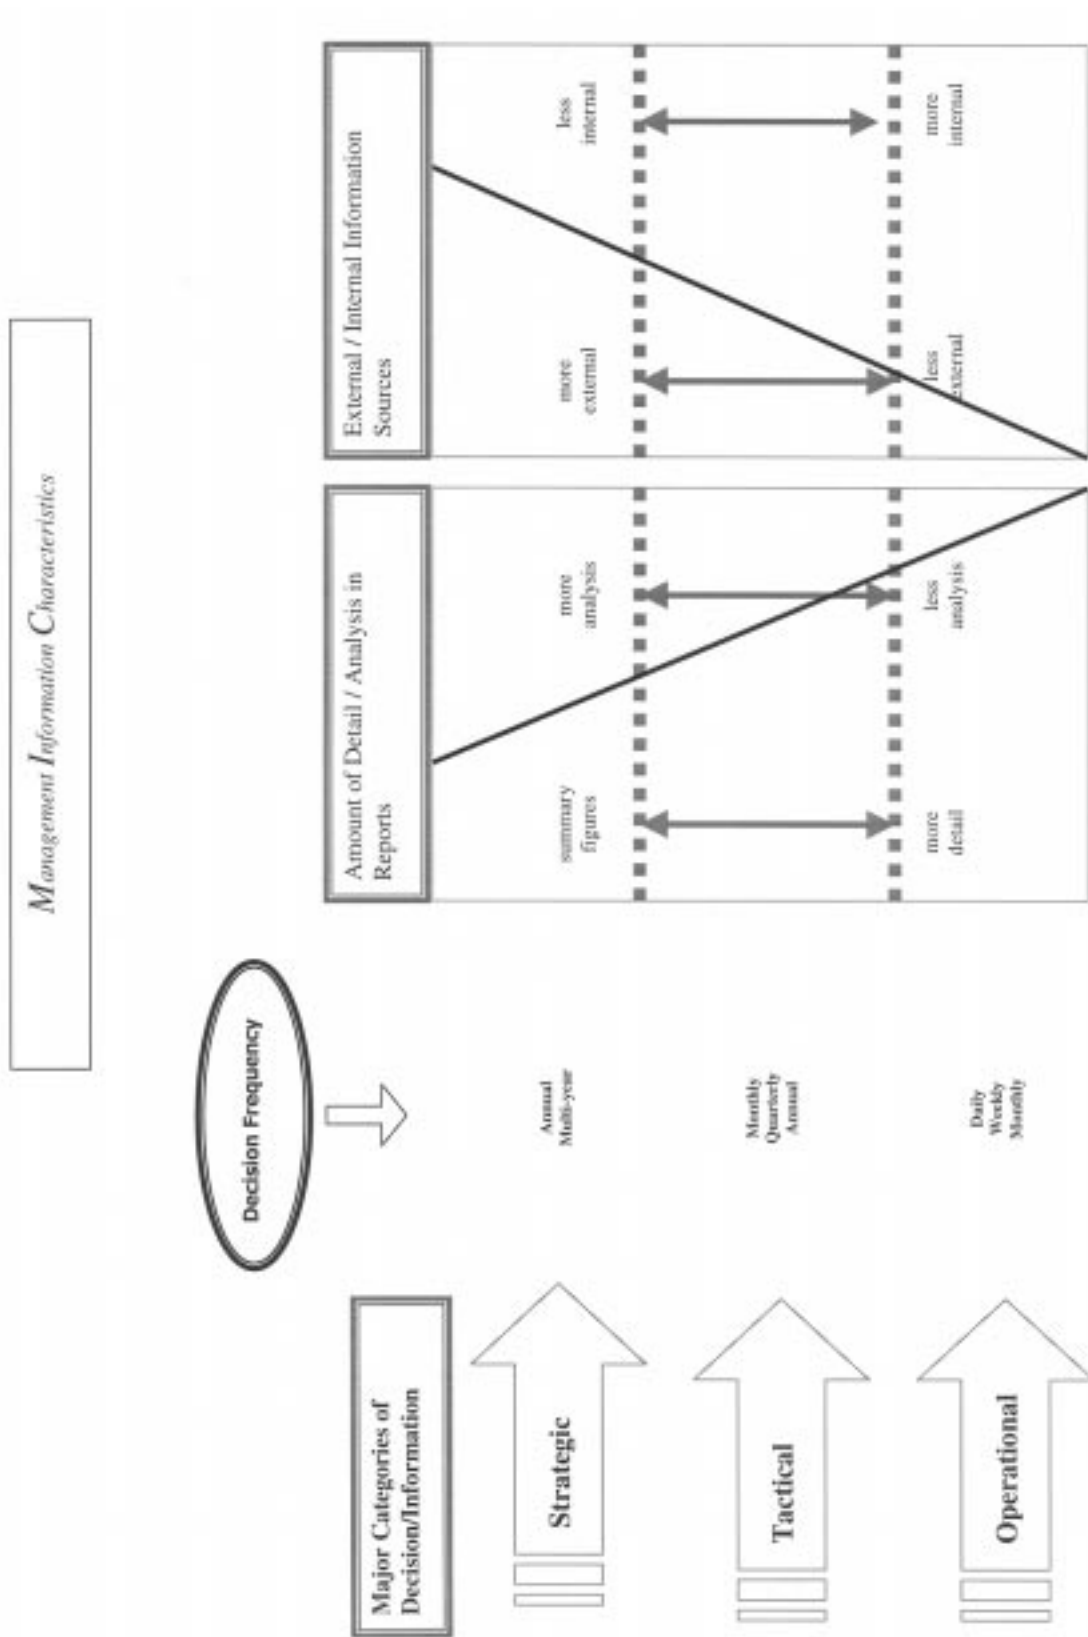 Management Information Characteristics
Decision Frequency
Major Categories of
Decision/Information
Amount of Detail / Analysis in
Reports
External / Internal Information
Sources
Strategic
Annual
Multi-year
summary
figures
more
analysis
more
external
less
internal
Tactical
Monthly
Quarterly
Annual
Operational
Daily
Weekly
Monthly
more
detail
less
analysis
less
external
more
internal